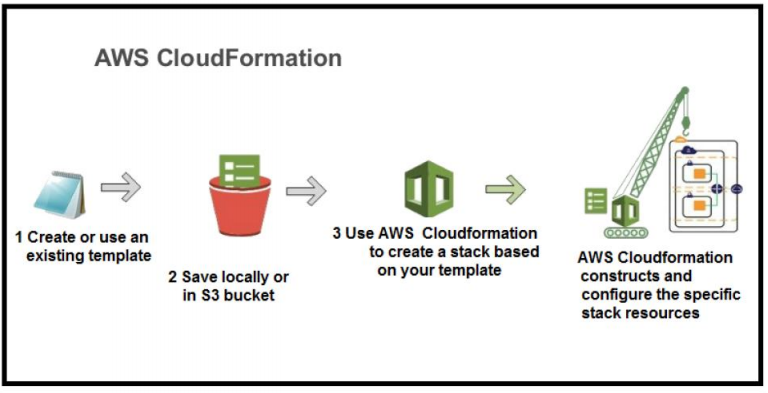 AWS CloudFormation
1 Create or use an
existing template
2 Save locally or
in S3 bucket
3 Use AWS Cloudformation
to create a stack based
on your template
AWS Cloudformation
constructs and
configure the specific
stack resources